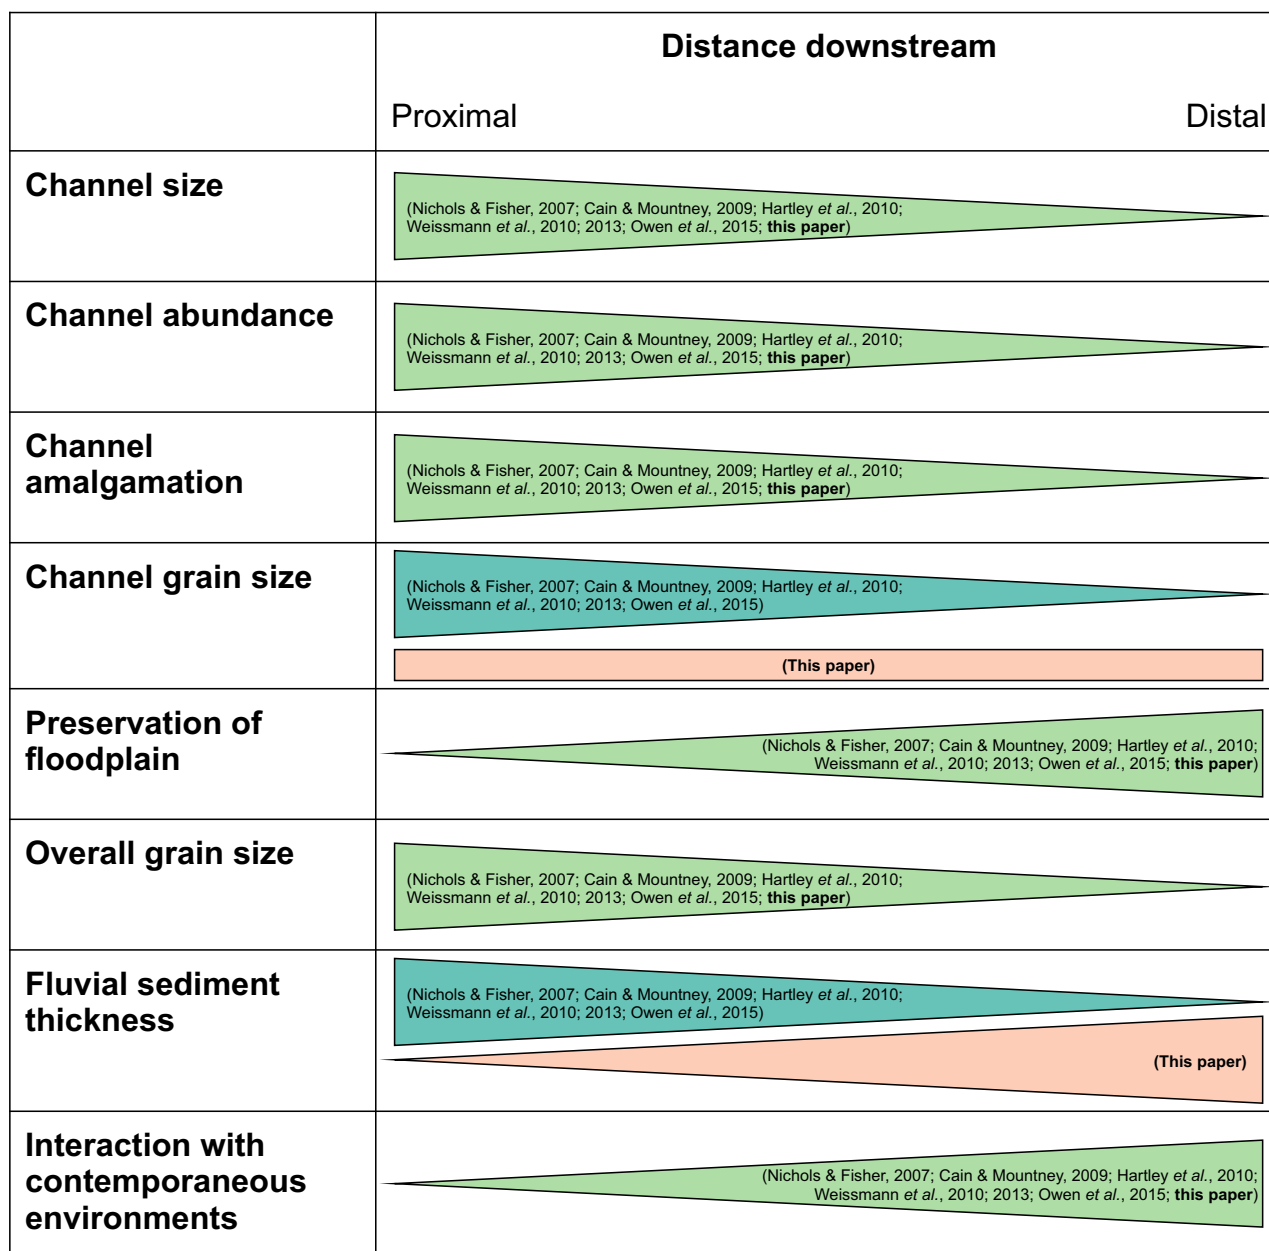 Distance downstream
Proximal Distal
Channel size
(Nichols & Fisher, 2007; Cain & Mountney, 2009; Hartley et al., 2010;
Weissmann et al., 2010; 2013; Owen et al., 2015; this paper)
Channel abundance
(Nichols & Fisher, 2007; Cain & Mountney, 2009; Hartley et al., 2010;
Weissmann et al., 2010; 2013; Owen et al., 2015; this paper)
Channel
amalgamation
(Nichols & Fisher, 2007; Cain & Mountney, 2009; Hartley et al., 2010;
Weissmann et al., 2010; 2013; Owen et al., 2015; this paper)
Channel grain size
(Nichols & Fisher, 2007; Cain & Mountney, 2009; Hartley et al., 2010;
Weissmann et al., 2010; 2013; Owen et al., 2015)
(This paper)
Preservation of
floodplain
(Nichols & Fisher, 2007; Cain & Mountney, 2009; Hartley et al., 2010;
Weissmann et al., 2010; 2013; Owen et al., 2015; this paper)
Overall grain size
(Nichols & Fisher, 2007; Cain & Mountney, 2009; Hartley et al., 2010;
Weissmann et al., 2010; 2013; Owen et al., 2015; this paper)
Fluvial sediment
thickness
(Nichols & Fisher, 2007; Cain & Mountney, 2009; Hartley et al., 2010;
Weissmann et al., 2010; 2013; Owen et al., 2015)
(This paper)
Interaction with
contemporaneous
environments
(Nichols & Fisher, 2007; Cain & Mountney, 2009; Hartley et al., 2010;
Weissmann et al., 2010; 2013; Owen et al., 2015; this paper)